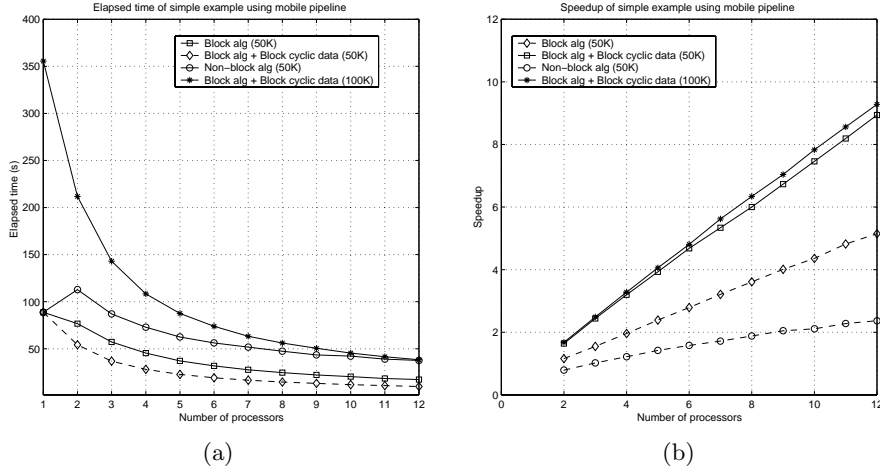 Elapsed time of simple example using mobile pipeline
400
350
300
250
200
150
100
50
Elapsed time (s)
Block alg (50K)
Block alg + Block cyclic data (50K)
Non−block alg (50K)
Block alg + Block cyclic data (100K)
1 2 3 4 5 6 7 8 9 10 11 12
Number of processors
(a)
Speedup of simple example using mobile pipeline
12
10
8
6
4
2
0
Speedup
Block alg (50K)
Block alg + Block cyclic data (50K)
Non−block alg (50K)
Block alg + Block cyclic data (100K)
0 2 4 6 8 10 12
Number of processors
(b)